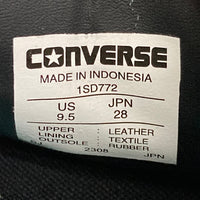 CONVERSE
MADE IN INDONESIA
1SD772
US JPN
9.5 28
UPPER : LEATHER
LINING : TEXTILE
OUTSOLE : RUBBER
2308 JPN